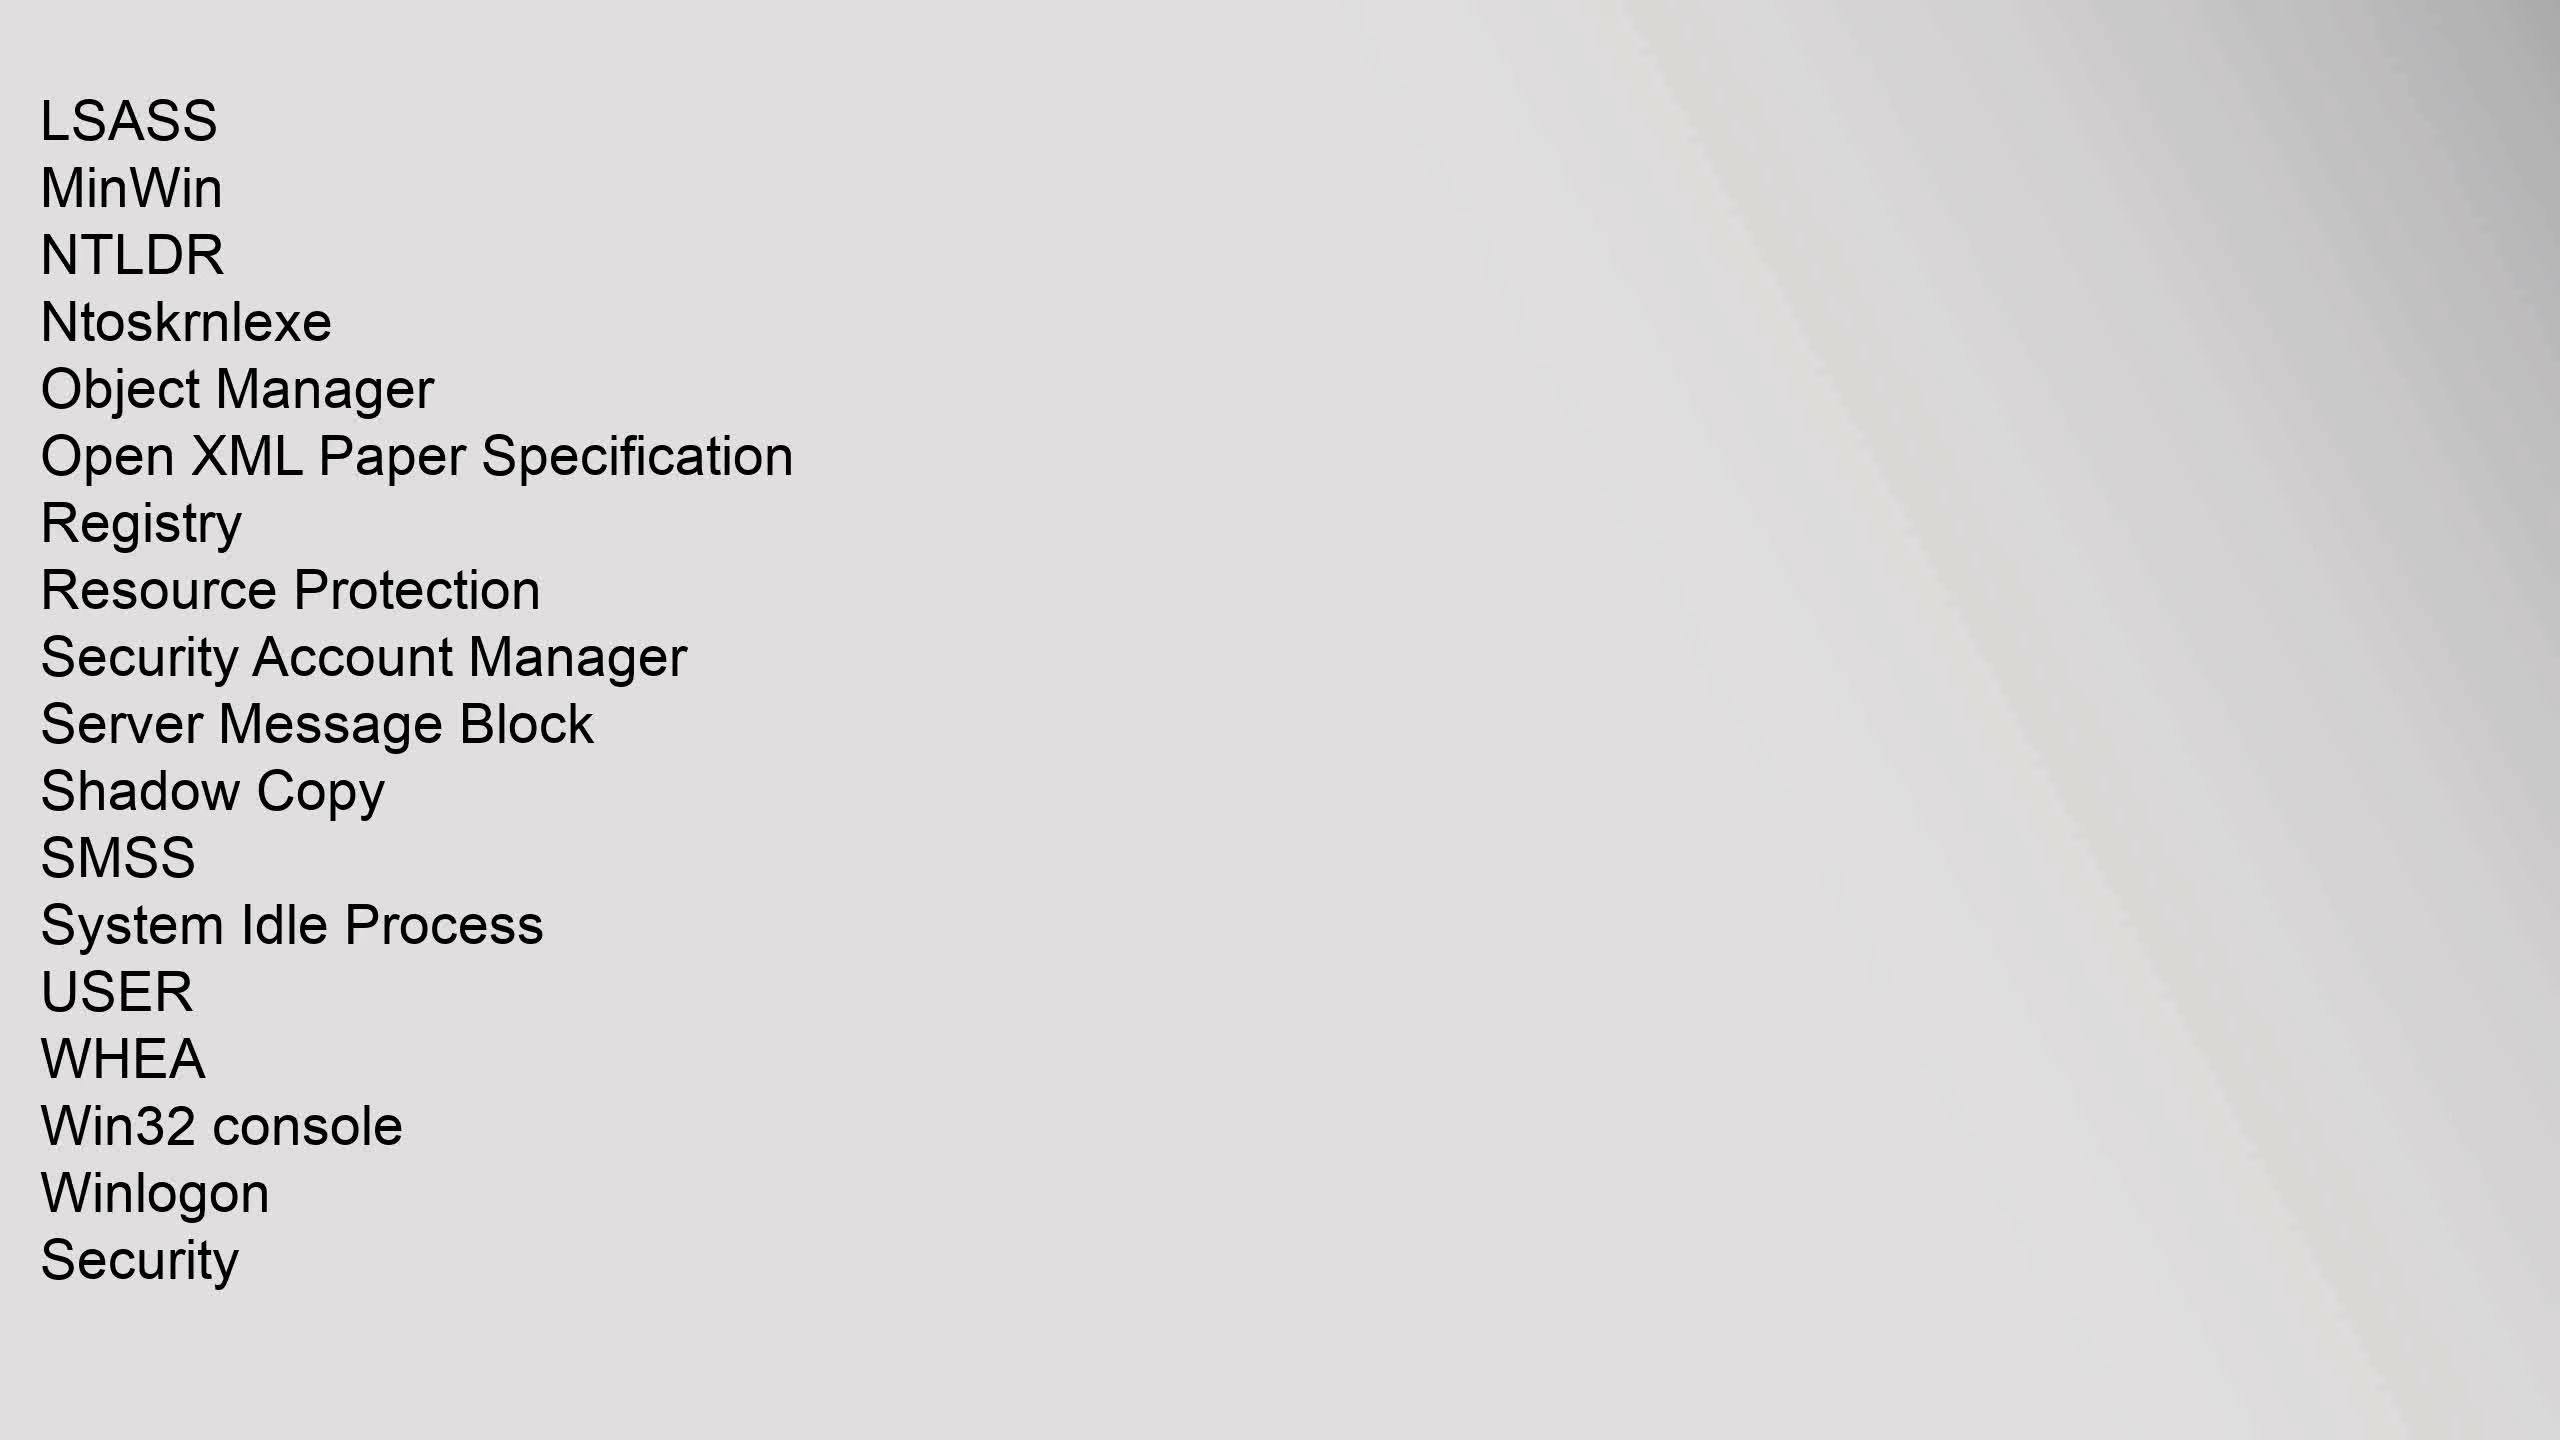 LSASS
MinWin
NTLDR
Ntoskrnlexe
Object Manager
Open XML Paper Specification
Registry
Resource Protection
Security Account Manager
Server Message Block
Shadow Copy
SMSS
System Idle Process
USER
WHEA
Win32 console
Winlogon
Security